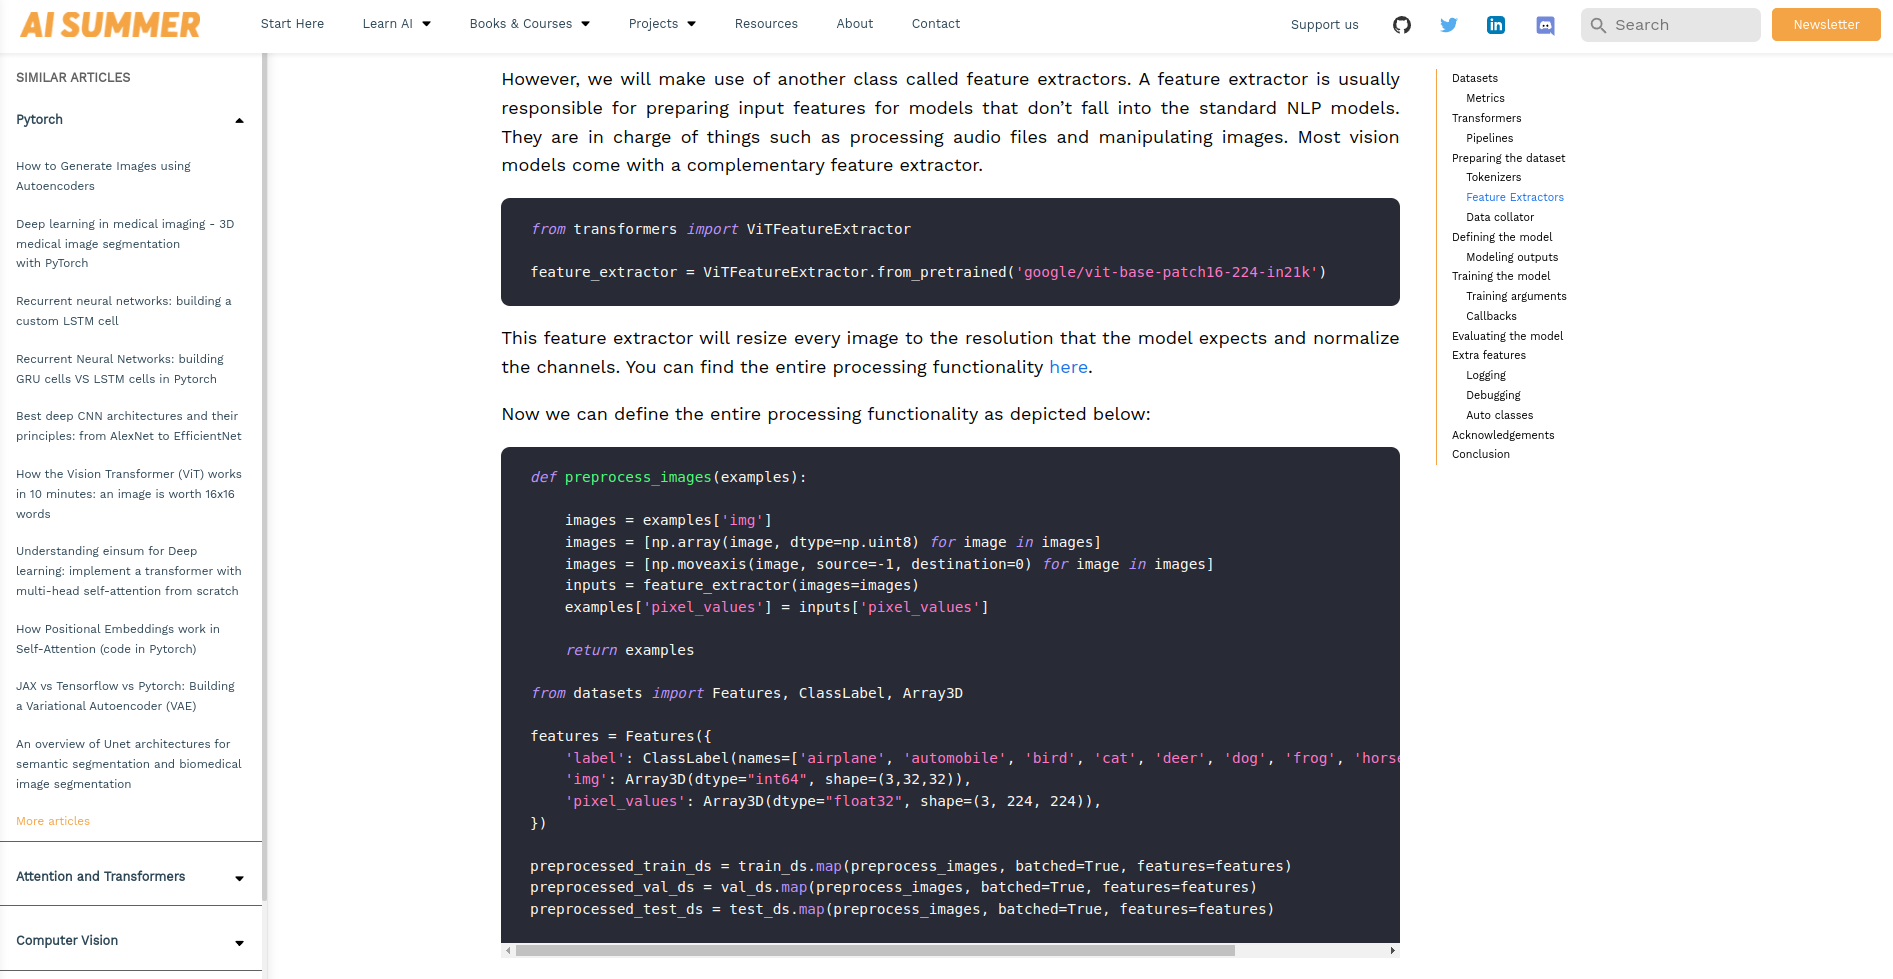 AI SUMMER
Start Here
Learn AI
Books & Courses
Projects
Resources
About
Contact
Support us
Search
Newsletter
SIMILAR ARTICLES
Pytorch
How to Generate Images using
Autoencoders
Deep learning in medical imaging - 3D
medical image segmentation
with PyTorch
Recurrent neural networks: building a
custom LSTM cell
Recurrent Neural Networks: building
GRU cells VS LSTM cells in Pytorch
Best deep CNN architectures and their
principles: from AlexNet to EfficientNet
How the Vision Transformer (ViT) works
in 10 minutes: an image is worth 16x16
words
Understanding einsum for Deep
learning: implement a transformer with
multi-head self-attention from scratch
How Positional Embeddings work in
Self-Attention (code in Pytorch)
JAX vs Tensorflow vs Pytorch: Building
a Variational Autoencoder (VAE)
An overview of Unet architectures for
semantic segmentation and biomedical
image segmentation
More articles
Attention and Transformers
Computer Vision
However, we will make use of another class called feature extractors. A feature extractor is usually
responsible for preparing input features for models that don’t fall into the standard NLP models.
They are in charge of things such as processing audio files and manipulating images. Most vision
models come with a complementary feature extractor.
from transformers import ViTFeatureExtractor
feature_extractor = ViTFeatureExtractor.from_pretrained('google/vit-base-patch16-224-in21k')
This feature extractor will resize every image to the resolution that the model expects and normalize
the channels. You can find the entire processing functionality here.
Now we can define the entire processing functionality as depicted below:
def preprocess_images(examples):
    images = examples['img']
    images = [np.array(image, dtype=np.uint8) for image in images]
    images = [np.moveaxis(image, source=-1, destination=0) for image in images]
    inputs = feature_extractor(images=images)
    examples['pixel_values'] = inputs['pixel_values']
    return examples
from datasets import Features, ClassLabel, Array3D
features = Features({
    'label': ClassLabel(names=['airplane', 'automobile', 'bird', 'cat', 'deer', 'dog', 'frog', 'horse
    'img': Array3D(dtype="int64", shape=(3,32,32)),
    'pixel_values': Array3D(dtype="float32", shape=(3, 224, 224)),
})
preprocessed_train_ds = train_ds.map(preprocess_images, batched=True, features=features)
preprocessed_val_ds = val_ds.map(preprocess_images, batched=True, features=features)
preprocessed_test_ds = test_ds.map(preprocess_images, batched=True, features=features)
Datasets
Metrics
Transformers
Pipelines
Preparing the dataset
Tokenizers
Feature Extractors
Data collator
Defining the model
Modeling outputs
Training the model
Training arguments
Callbacks
Evaluating the model
Extra features
Logging
Debugging
Auto classes
Acknowledgements
Conclusion